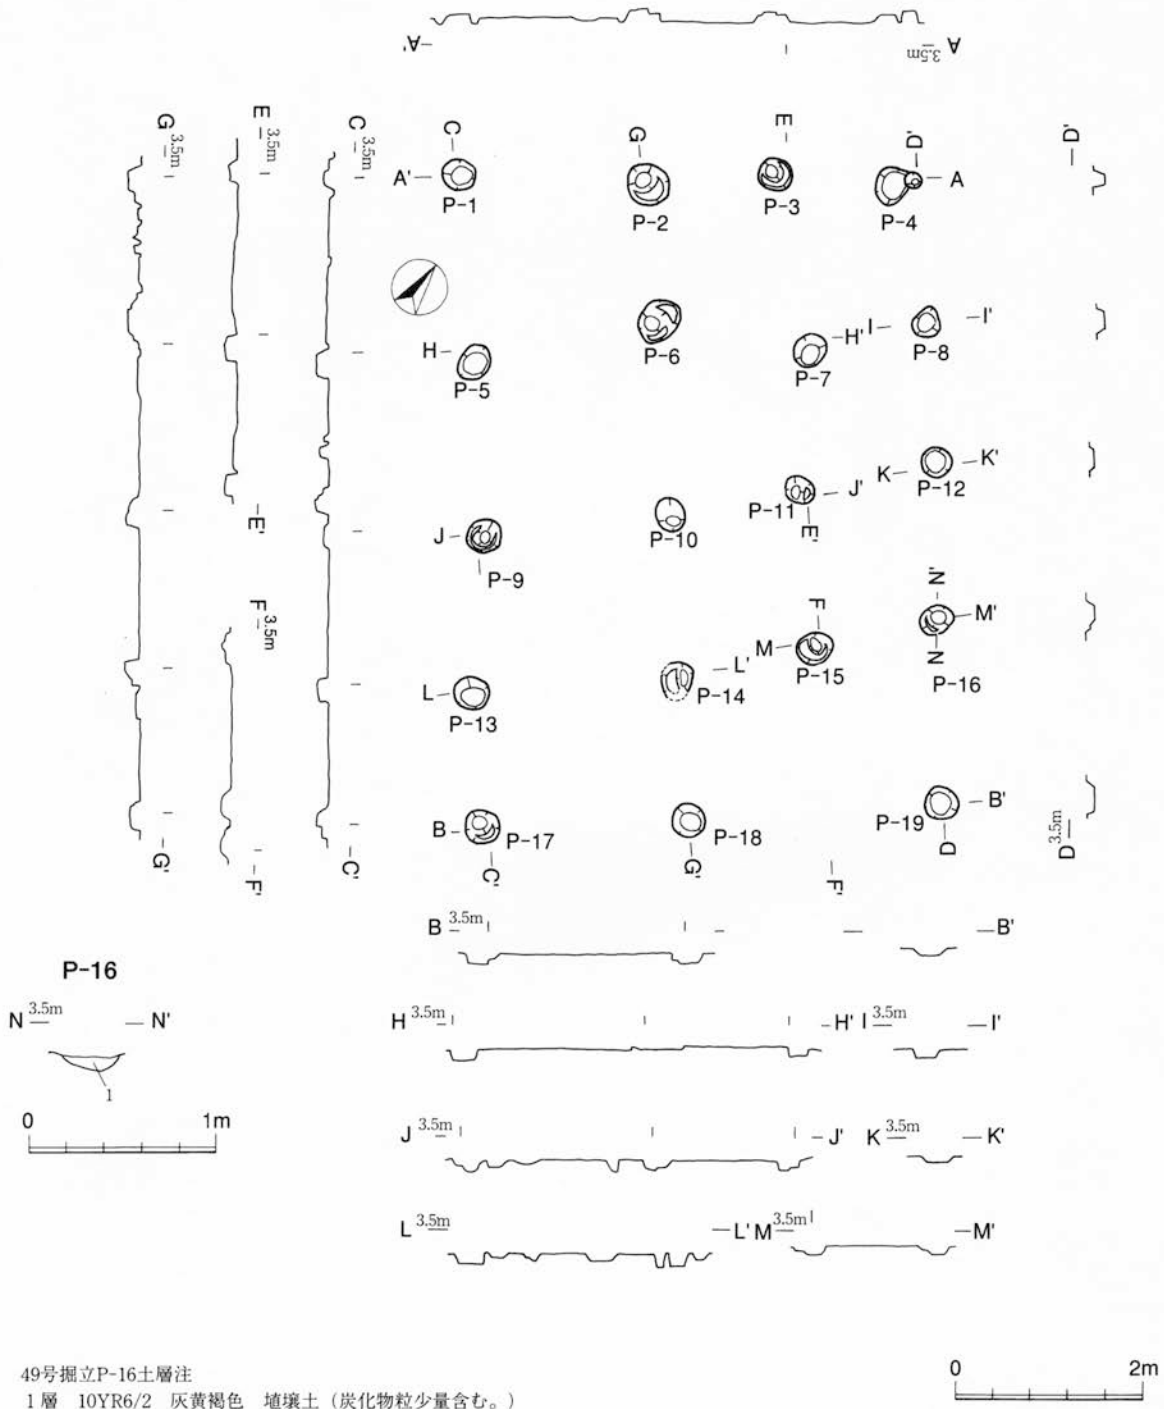 A'
3.5m A
G 3.5m
E 3.5m
C 3.5m
C
G
E
D'
D'
A'
A
P-1
P-2
P-3
P-4
H
P-5
P-6
H'
P-7
I
I'
P-8
E'
J
P-9
P-10
P-11
J'
E'
K
K'
P-12
F 3.5m
F
N'
M
P-15
M'
N
P-16
L
P-13
L'
P-14
G'
F'
C'
B
P-17
C'
P-18
G'
P-19
B'
D
F'
D 3.5m
B 3.5m
B'
P-16
N 3.5m
N'
1
0 1m
H 3.5m
H'
I 3.5m
I'
J 3.5m
J'
K 3.5m
K'
L 3.5m
L'
M 3.5m
M'
49号掘立P-16土層注
1層 10YR6/2 灰黄褐色 埴壌土(炭化物粒少量含む。)
0 2m